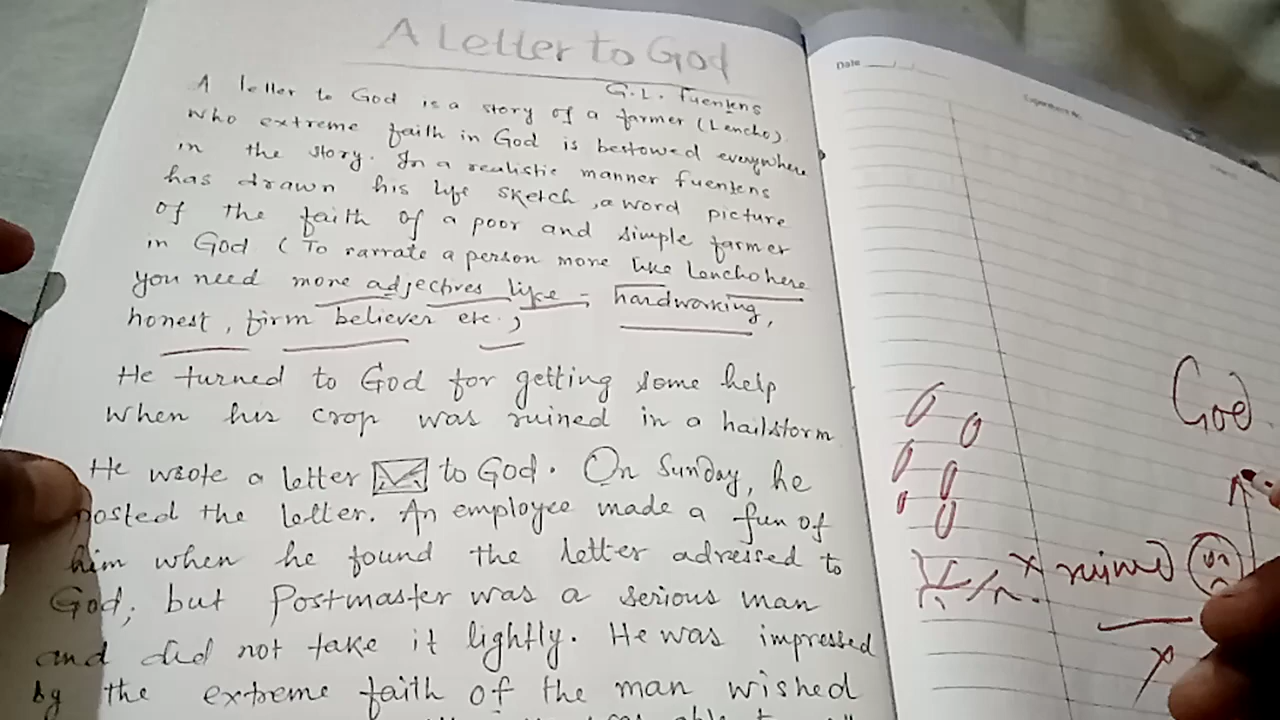 A Letter to God
G.L. Fuentens
A letter to God is a story of a farmer (Lencho).
Who extreme faith in God is bestowed everywhere
in the story. In a realistic manner fuentens
has drawn his life sketch, a word picture
of the faith of a poor and simple farmer
in God (To narrate a person more like Lencho here
you need more adjectives like - hardworking,
honest, firm believer etc.)
He turned to God for getting some help
When his crop was ruined in a hailstorm
He wrote a letter to God. On Sunday, he
posted the letter. An employee made a fun of
him when he found the letter adressed to
God, but Postmaster was a serious man
and did not take it lightly. He was impressed
by the extreme faith of the man wished
Date
God
ruined